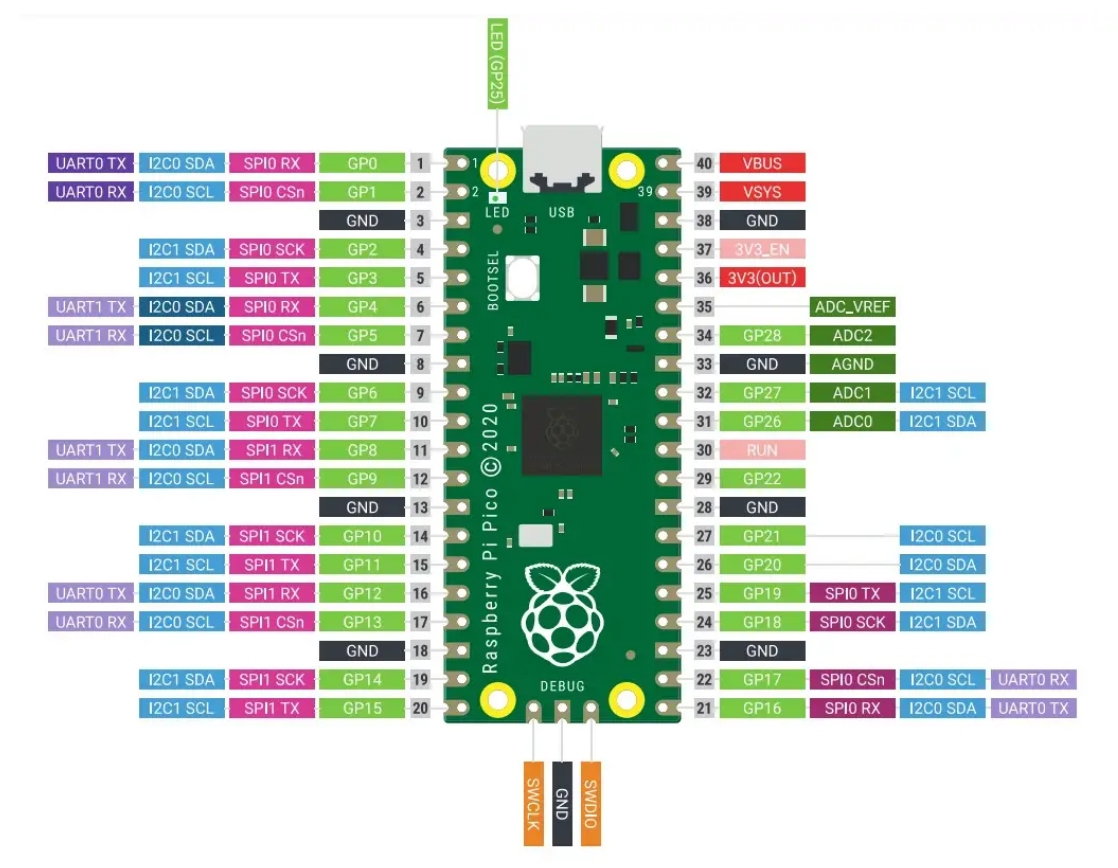 LED (GP25)
UART0 TX I2C0 SDA SPI0 RX GP0 1 1 40 VBUS
UART0 RX I2C0 SCL SPI0 CSn GP1 2 2 39 39 VSYS
LED USB
GND 3 38 GND
I2C1 SDA SPI0 SCK GP2 4 37 3V3_EN
BOOTSEL
I2C1 SCL SPI0 TX GP3 5 36 3V3(OUT)
UART1 TX I2C0 SDA SPI0 RX GP4 6 35 ADC_VREF
UART1 RX I2C0 SCL SPI0 CSn GP5 7 34 GP28 ADC2
GND 8 33 GND AGND
I2C1 SDA SPI0 SCK GP6 9 32 GP27 ADC1 I2C1 SCL
I2C1 SCL SPI0 TX GP7 10 31 GP26 ADC0 I2C1 SDA
UART1 TX I2C0 SDA SPI1 RX GP8 11 30 RUN
UART1 RX I2C0 SCL SPI1 CSn GP9 12 29 GP22
GND 13 28 GND
Raspberry Pi Pico © 2020
I2C1 SDA SPI1 SCK GP10 14 27 GP21 I2C0 SCL
I2C1 SCL SPI1 TX GP11 15 26 GP20 I2C0 SDA
UART0 TX I2C0 SDA SPI1 RX GP12 16 25 GP19 SPI0 TX I2C1 SCL
UART0 RX I2C0 SCL SPI1 CSn GP13 17 24 GP18 SPI0 SCK I2C1 SDA
GND 18 23 GND
I2C1 SDA SPI1 SCK GP14 19 22 GP17 SPI0 CSn I2C0 SCL UART0 RX
DEBUG
I2C1 SCL SPI1 TX GP15 20 21 GP16 SPI0 RX I2C0 SDA UART0 TX
SWCLK
GND
SWDIO